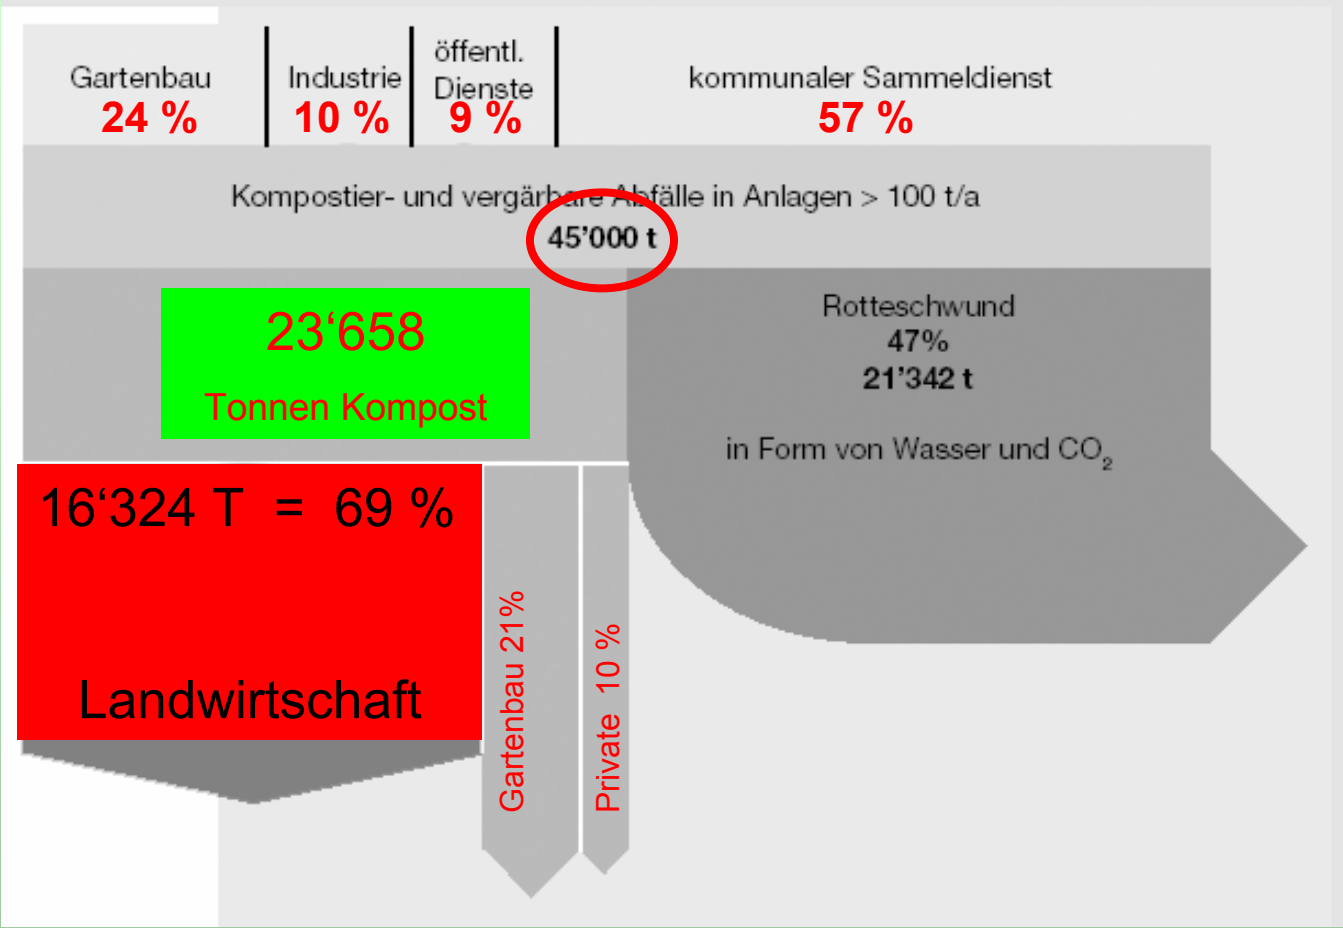 Gartenbau
24 %
Industrie
10 %
öffentl.
Dienste
9 %
kommunaler Sammeldienst
57 %
Kompostier- und vergärbare Abfälle in Anlagen > 100 t/a
45’000 t
23‘658
Tonnen Kompost
Rotteschwund
47%
21’342 t
in Form von Wasser und CO₂
16‘324 T = 69 %
Landwirtschaft
Gartenbau 21%
Private 10 %